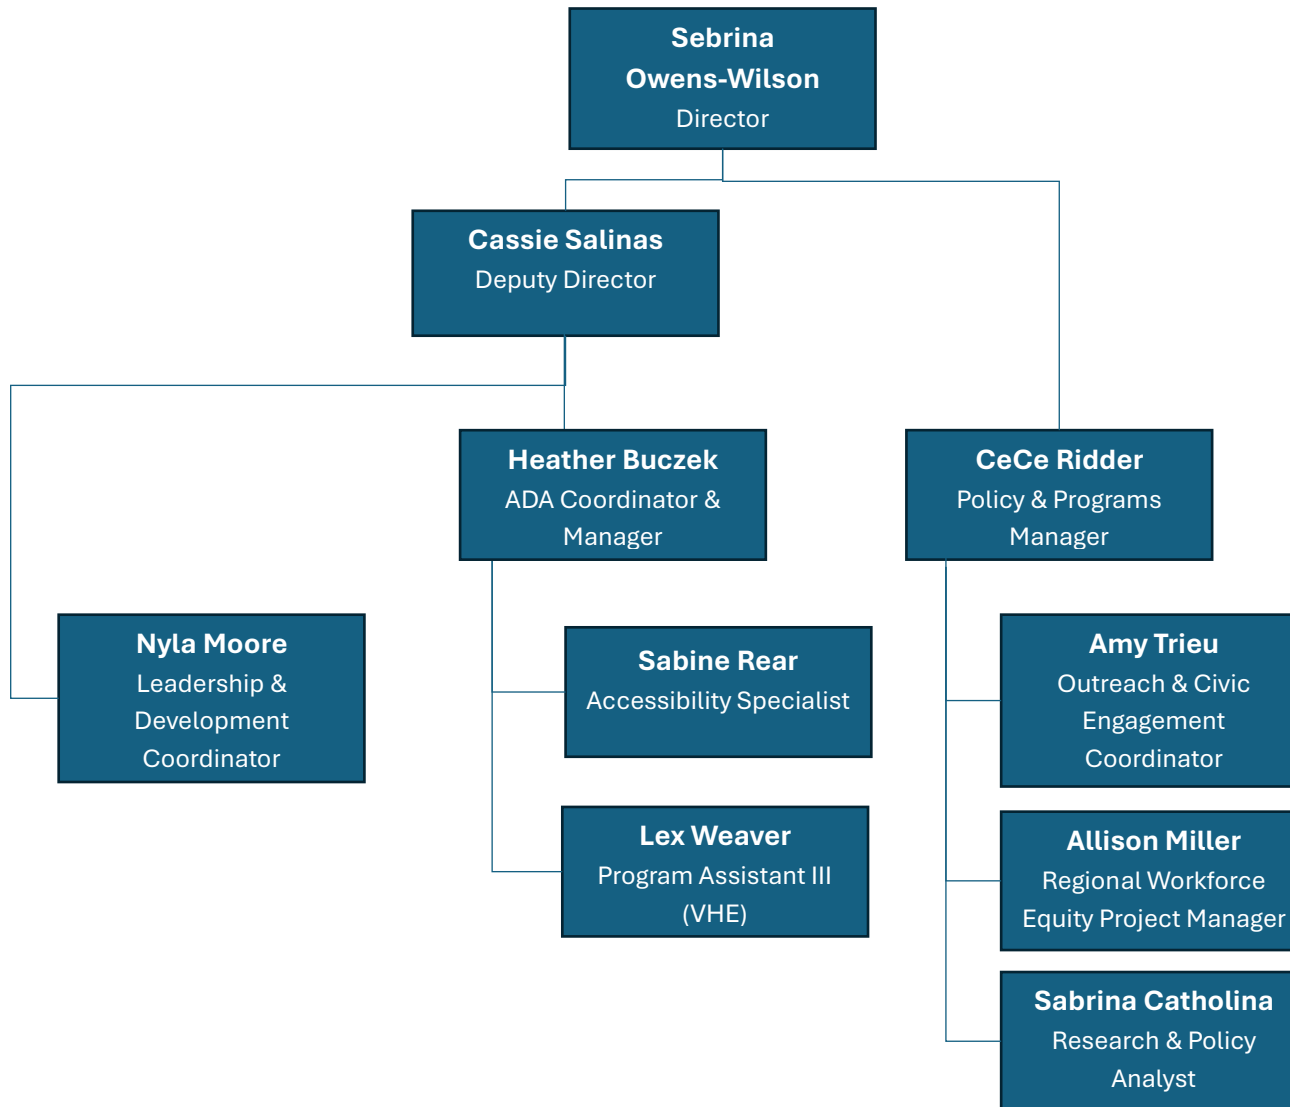 Sebrina
Owens-Wilson
Director
Cassie Salinas
Deputy Director
Heather Buczek
ADA Coordinator &
Manager
CeCe Ridder
Policy & Programs
Manager
Nyla Moore
Leadership &
Development
Coordinator
Sabine Rear
Accessibility Specialist
Amy Trieu
Outreach & Civic
Engagement
Coordinator
Lex Weaver
Program Assistant III
(VHE)
Allison Miller
Regional Workforce
Equity Project Manager
Sabrina Catholina
Research & Policy
Analyst